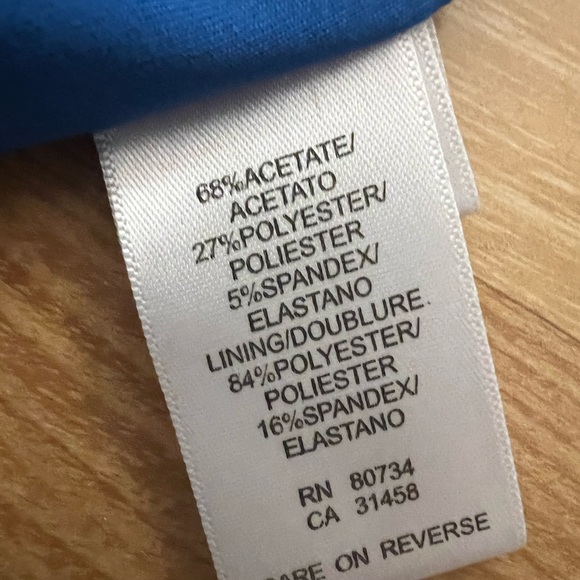 68%ACETATE/
ACETATO
27%POLYESTER/
POLIESTER
5%SPANDEX/
ELASTANO
LINING/DOUBLURE.
84%POLYESTER/
POLIESTER
16%SPANDEX/
ELASTANO
RN 80734
CA 31458
CARE ON REVERSE